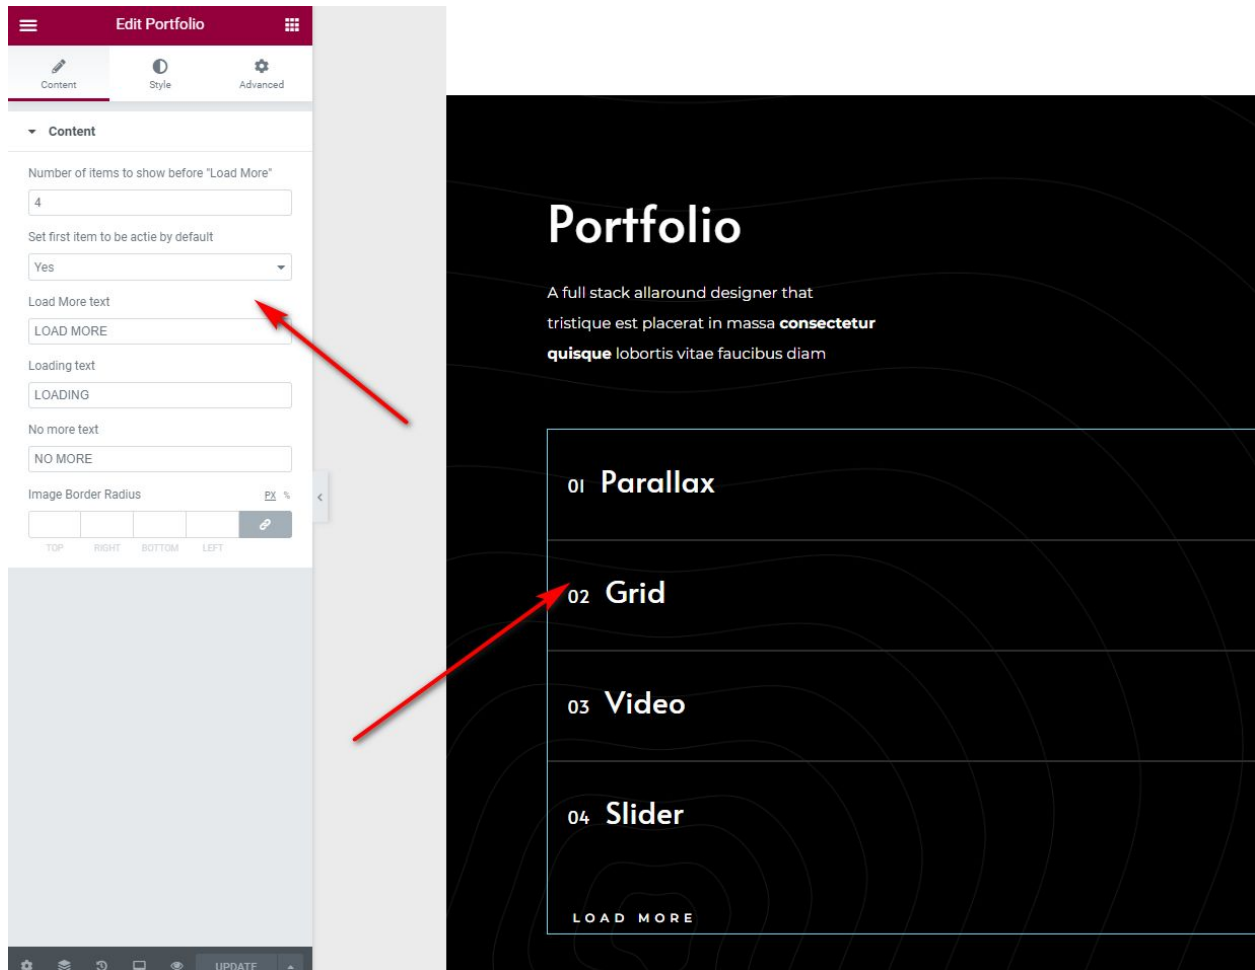 Edit Portfolio
Content
Style
Advanced
Content
Number of items to show before "Load More"
4
Set first item to be actie by default
Yes
Load More text
LOAD MORE
Loading text
LOADING
No more text
NO MORE
Image Border Radius
PX %
TOP RIGHT BOTTOM LEFT
UPDATE
Portfolio
A full stack allaround designer that
tristique est placerat in massa consectetur
quisque lobortis vitae faucibus diam
01 Parallax
02 Grid
03 Video
04 Slider
LOAD MORE